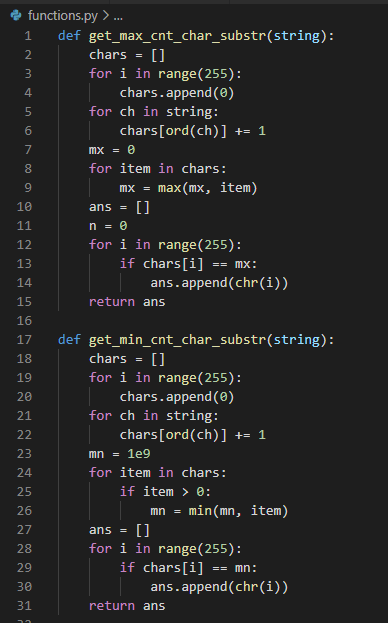 functions.py > ...
1 def get_max_cnt_char_substr(string):
2     chars = []
3     for i in range(255):
4         chars.append(0)
5     for ch in string:
6         chars[ord(ch)] += 1
7     mx = 0
8     for item in chars:
9         mx = max(mx, item)
10     ans = []
11     n = 0
12     for i in range(255):
13         if chars[i] == mx:
14             ans.append(chr(i))
15     return ans
16
17 def get_min_cnt_char_substr(string):
18     chars = []
19     for i in range(255):
20         chars.append(0)
21     for ch in string:
22         chars[ord(ch)] += 1
23     mn = 1e9
24     for item in chars:
25         if item > 0:
26             mn = min(mn, item)
27     ans = []
28     for i in range(255):
29         if chars[i] == mn:
30             ans.append(chr(i))
31     return ans